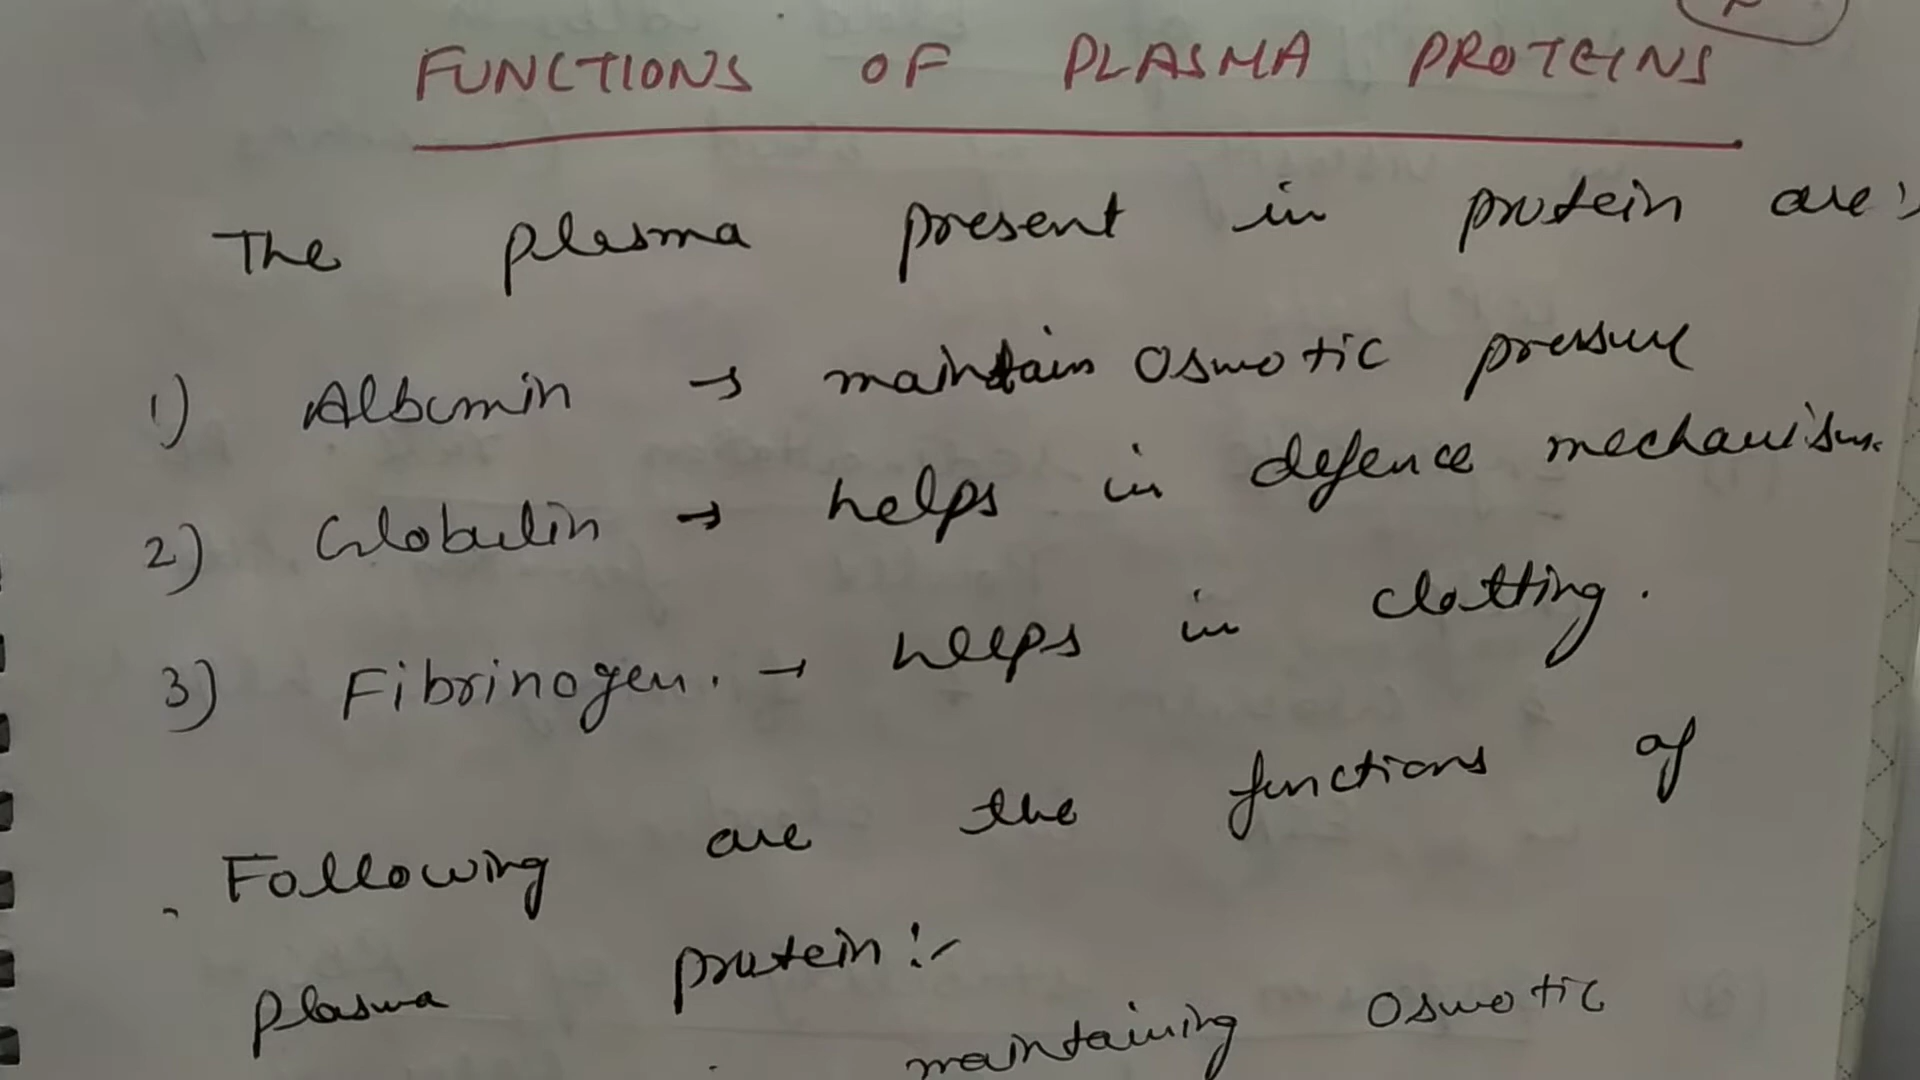 FUNCTIONS OF PLASMA PROTEINS
The plasma present in protein are
1) Albumin → maintain osmotic pressure
2) Globulin → helps in defence mechanism.
3) Fibrinogen. → helps in clotting.
Following are the functions of
plasma protein:-
maintaining osmotic